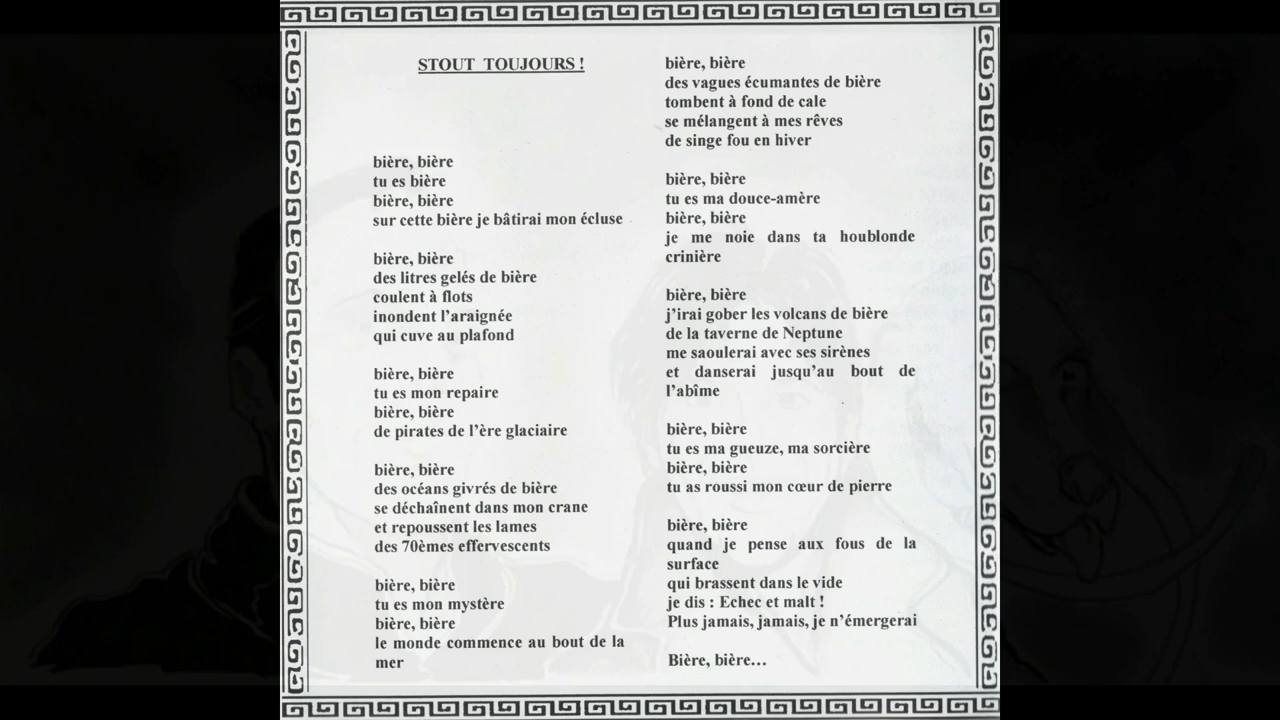 STOUT TOUJOURS !
bière, bière
tu es bière
bière, bière
sur cette bière je bâtirai mon écluse
bière, bière
des litres gelés de bière
coulent à flots
inondent l'araignée
qui cuve au plafond
bière, bière
tu es mon repaire
bière, bière
de pirates de l'ère glaciaire
bière, bière
des océans givrés de bière
se déchaînent dans mon crane
et repoussent les lames
des 70èmes effervescents
bière, bière
tu es mon mystère
bière, bière
le monde commence au bout de la
mer
bière, bière
des vagues écumantes de bière
tombent à fond de cale
se mélangent à mes rêves
de singe fou en hiver
bière, bière
tu es ma douce-amère
bière, bière
je me noie dans ta houblonde
crinière
bière, bière
j'irai gober les volcans de bière
de la taverne de Neptune
me saoulerai avec ses sirènes
et danserai jusqu'au bout de
l'abîme
bière, bière
tu es ma gueuze, ma sorcière
bière, bière
tu as roussi mon cœur de pierre
bière, bière
quand je pense aux fous de la
surface
qui brassent dans le vide
je dis : Echec et malt !
Plus jamais, jamais, je n'émergerai
Bière, bière…